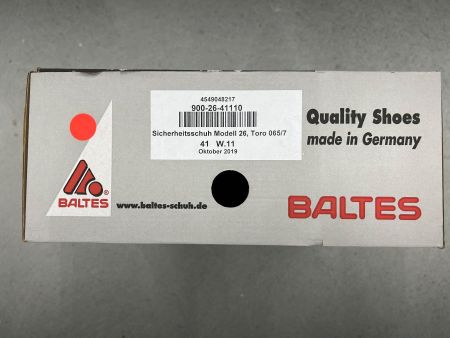 4549048217
900-26-41110
Sicherheitsschuh Modell 26, Toro 065/7
41 W.11
Oktober 2019
Quality Shoes
made in Germany
BALTES
www.baltes-schuh.de
BALTES